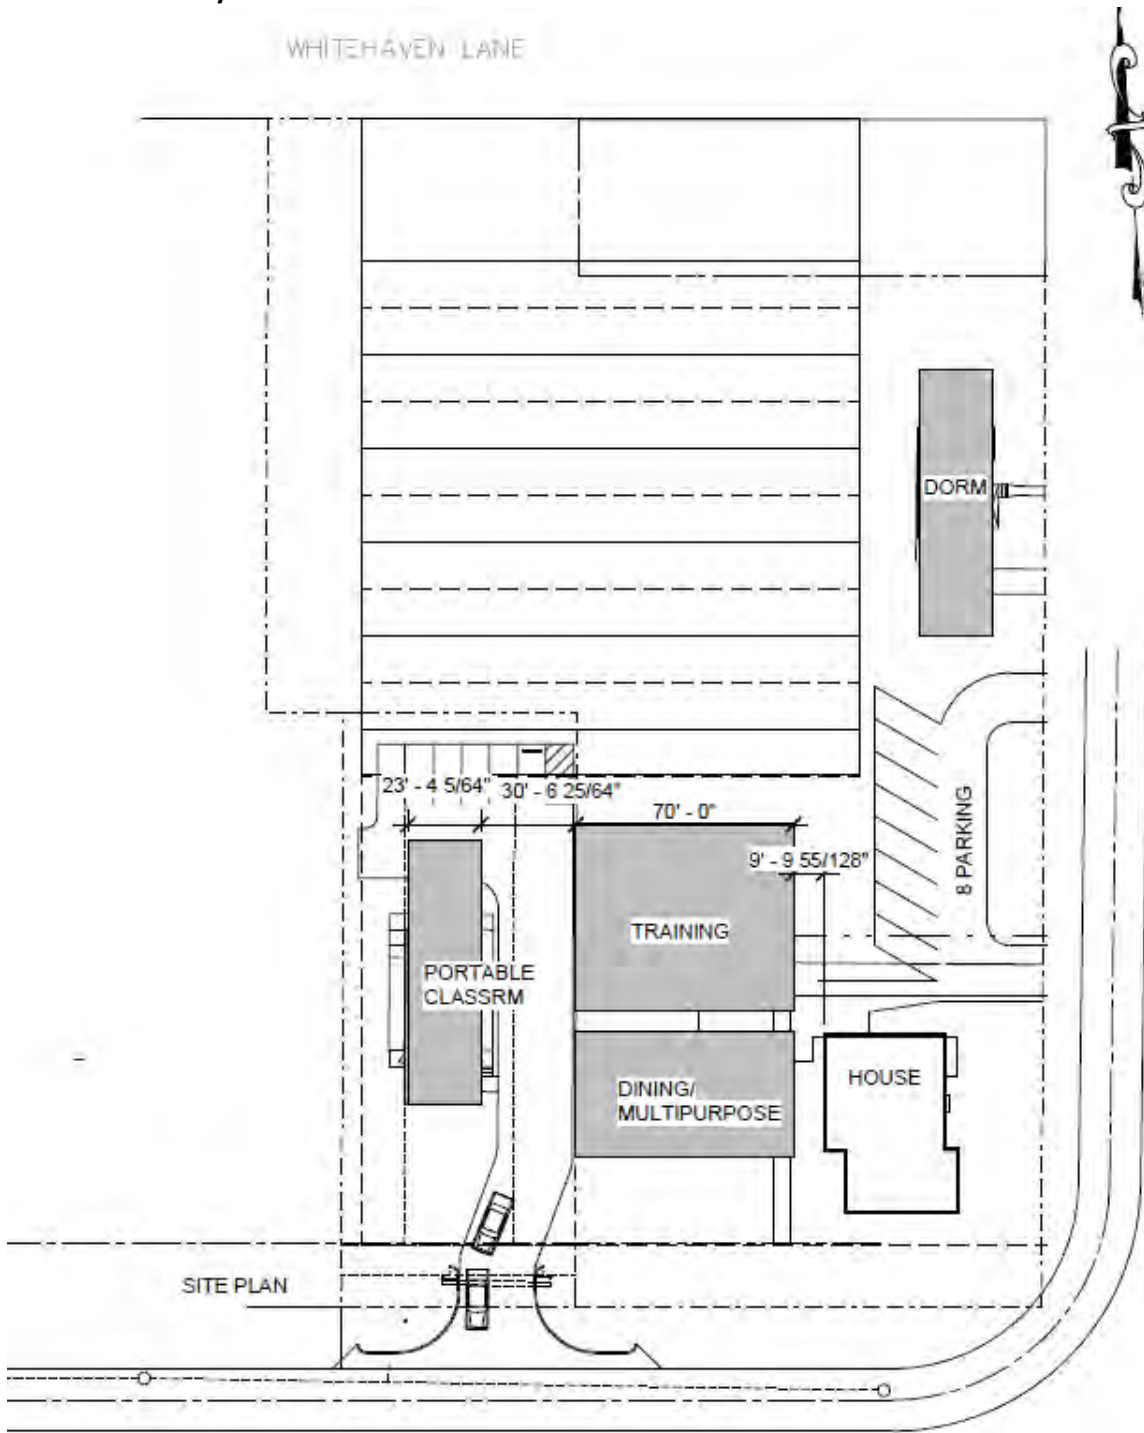 WHITEHAVEN LANE
DORM
23' - 4 5/64"
30' - 6 25/64"
70' - 0"
9' - 9 55/128"
8 PARKING
TRAINING
PORTABLE
CLASSRM
HOUSE
DINING/
MULTIPURPOSE
SITE PLAN